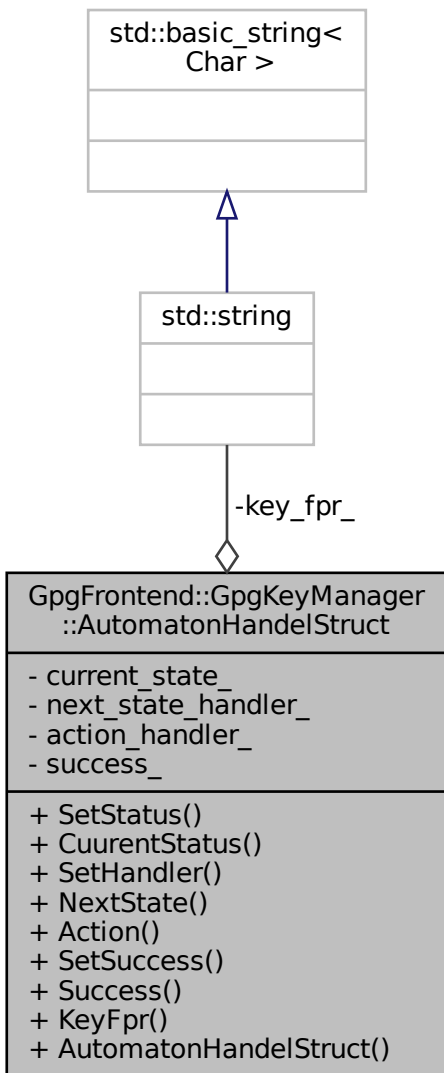 std::basic_string<
Char >
std::string
-key_fpr_
GpgFrontend::GpgKeyManager
::AutomatonHandelStruct
- current_state_
- next_state_handler_
- action_handler_
- success_
+ SetStatus()
+ CuurentStatus()
+ SetHandler()
+ NextState()
+ Action()
+ SetSuccess()
+ Success()
+ KeyFpr()
+ AutomatonHandelStruct()